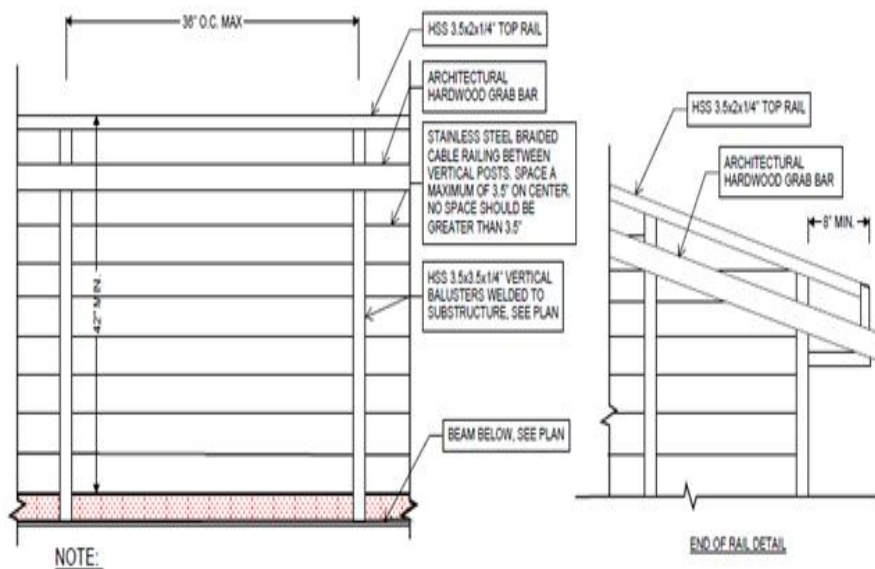 36" O.C. MAX
HSS 3.5x2x1/4" TOP RAIL
ARCHITECTURAL
HARDWOOD GRAB BAR
STAINLESS STEEL BRAIDED
CABLE RAILING BETWEEN
VERTICAL POSTS. SPACE A
MAXIMUM OF 3.5" ON CENTER.
NO SPACE SHOULD BE
GREATER THAN 3.5"
42" MIN.
HSS 3.5x3.5x1/4" VERTICAL
BALUSTERS WELDED TO
SUBSTRUCTURE, SEE PLAN
BEAM BELOW, SEE PLAN
NOTE:
HSS 3.5x2x1/4" TOP RAIL
ARCHITECTURAL
HARDWOOD GRAB BAR
8" MIN.
END OF RAIL DETAIL